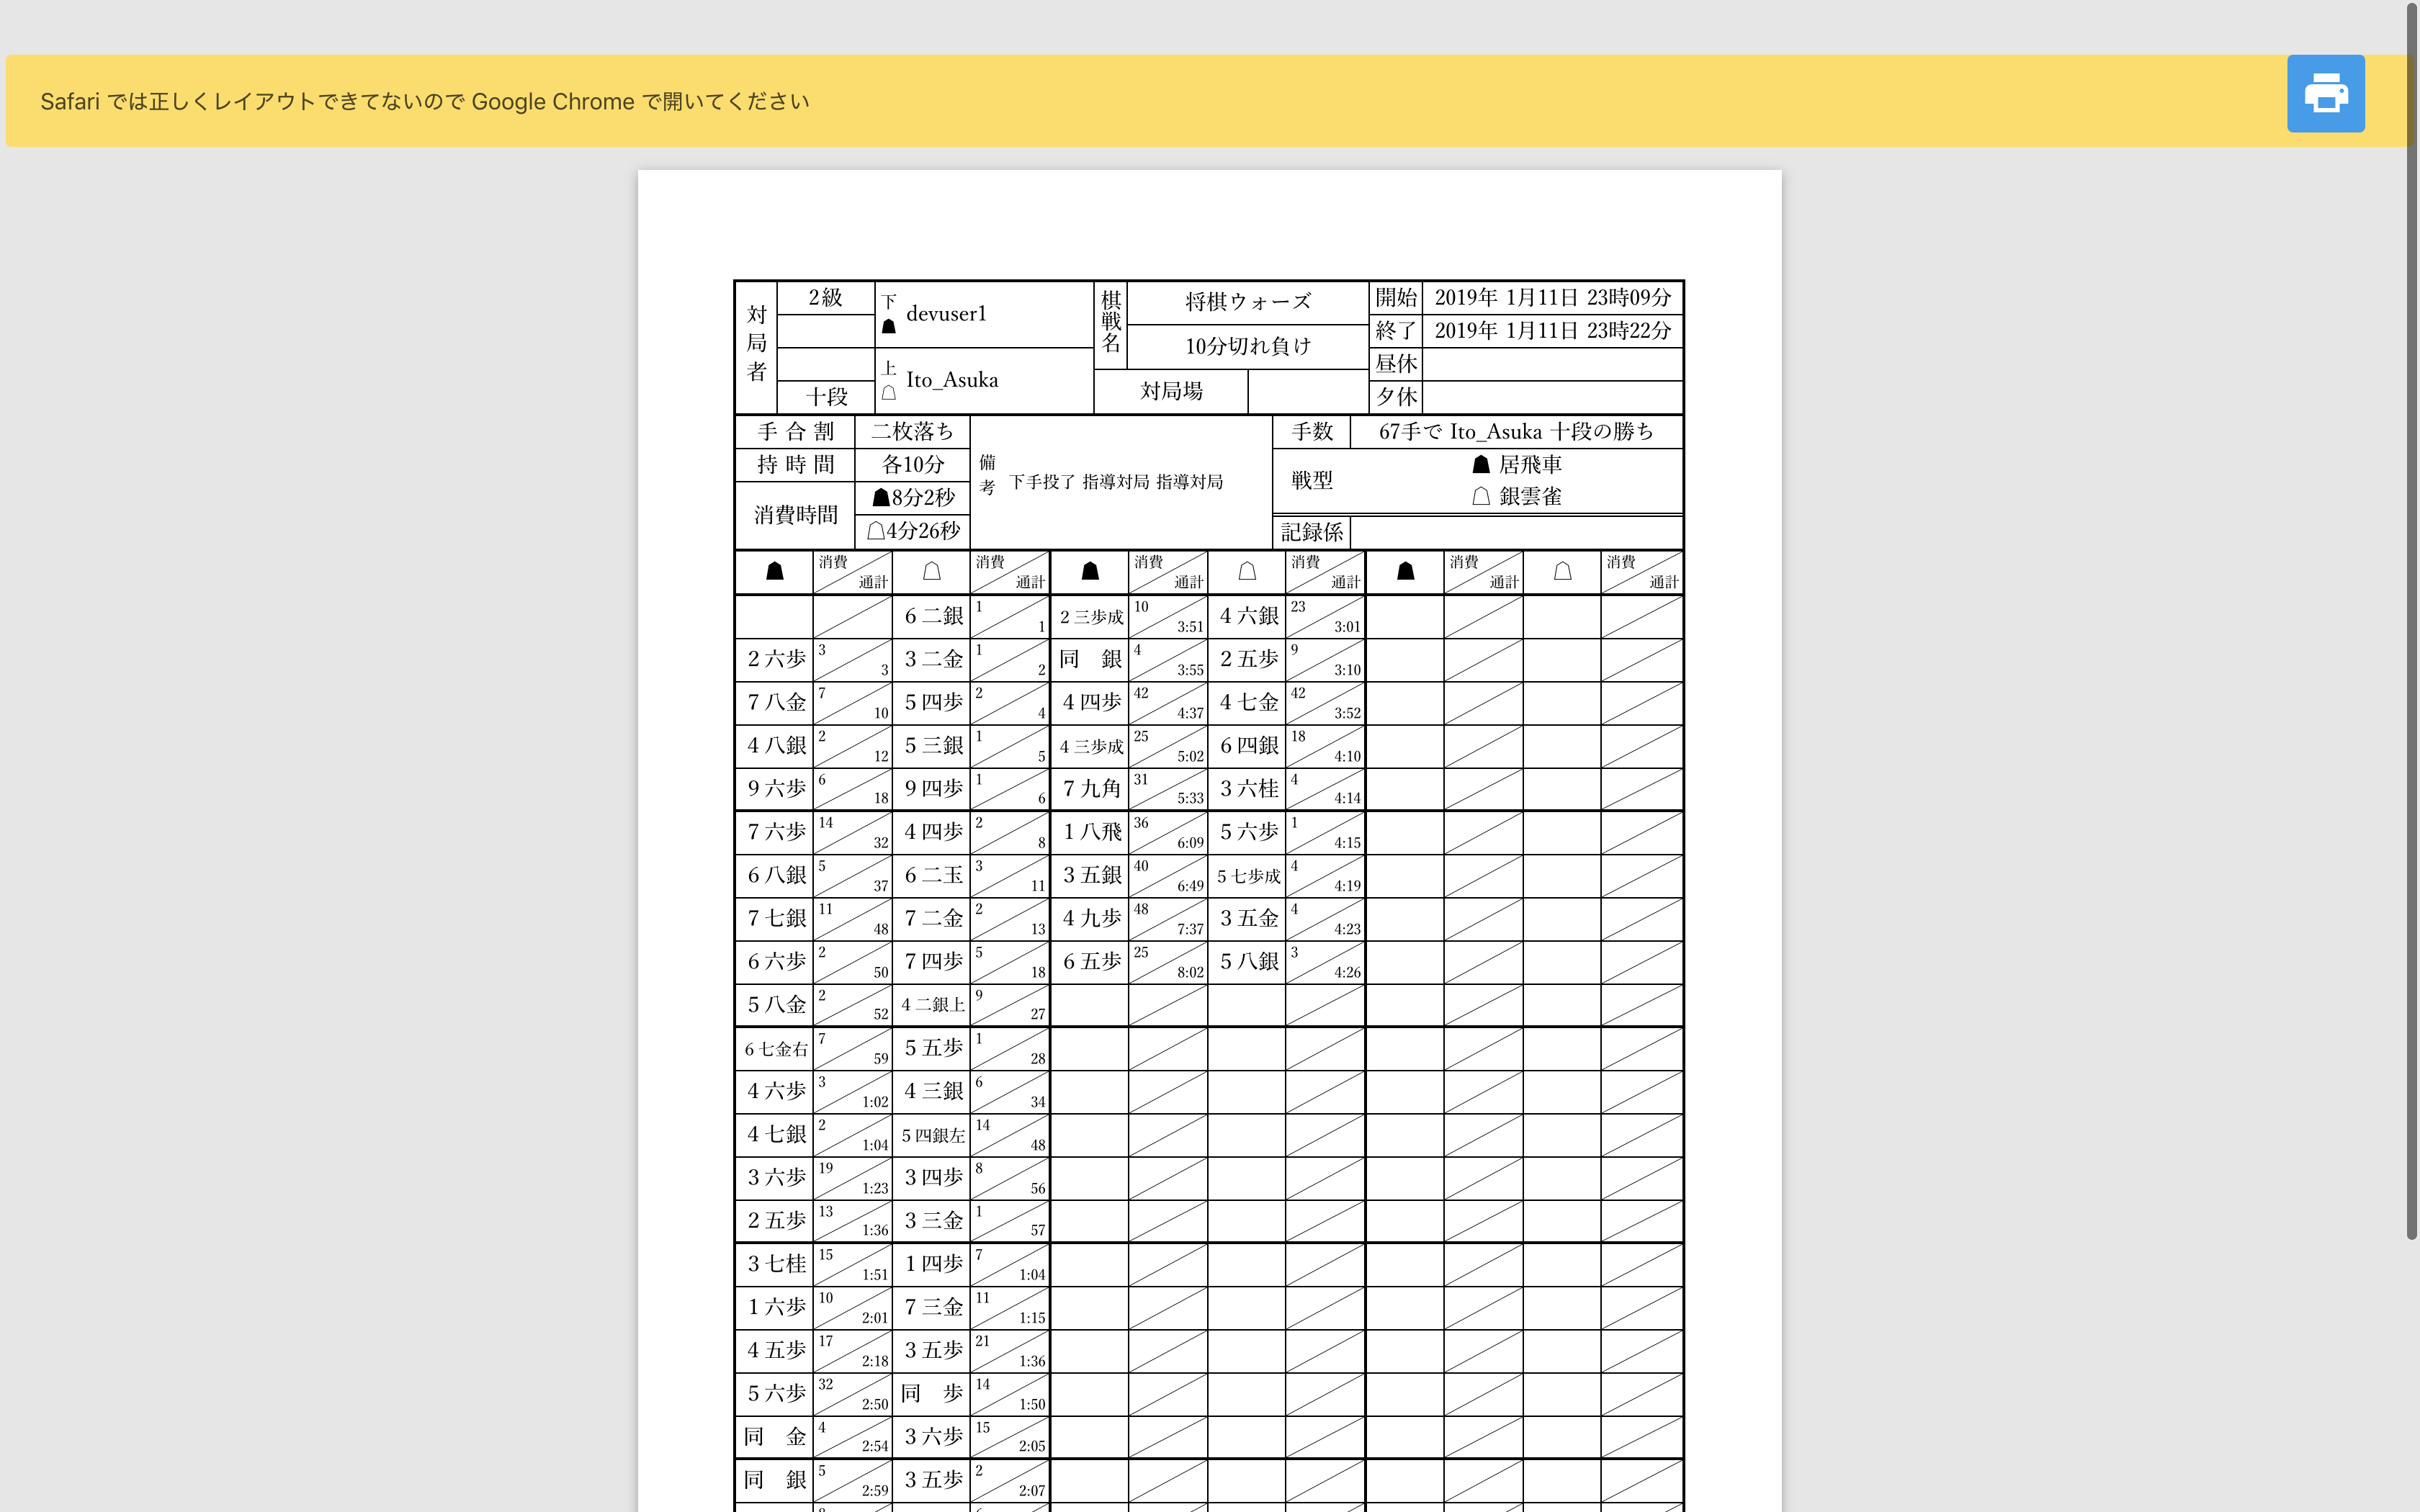 Safari では正しくレイアウトできてないので Google Chrome で開いてください
対局者 2級 下 devuser1 棋戦名 将棋ウォーズ 開始 2019年 1月11日 23時09分
10分切れ負け 終了 2019年 1月11日 23時22分
上 Ito_Asuka 昼休
十段 対局場 夕休
手合割 二枚落ち 備考 下手投了 指導対局 指導対局 手数 67手で Ito_Asuka 十段の勝ち
持時間 各10分 戦型 居飛車
消費時間 8分2秒 銀雲雀
4分26秒 記録係
消費 通計 消費 通計 消費 通計 消費 通計 消費 通計 消費 通計
6二銀 1 1 2三歩成 10 3:51 4六銀 23 3:01
2六歩 3 3 3二金 1 2 同 銀 4 3:55 2五歩 9 3:10
7八金 7 10 5四歩 2 4 4四歩 42 4:37 4七金 42 3:52
4八銀 2 12 5三銀 1 5 4三歩成 25 5:02 6四銀 18 4:10
9六歩 6 18 9四歩 1 6 7九角 31 5:33 3六桂 4 4:14
7六歩 14 32 4四歩 2 8 1八飛 36 6:09 5六歩 1 4:15
6八銀 5 37 6二玉 3 11 3五銀 40 6:49 5七歩成 4 4:19
7七銀 11 48 7二金 2 13 4九歩 48 7:37 3五金 4 4:23
6六歩 2 50 7四歩 5 18 6五歩 25 8:02 5八銀 3 4:26
5八金 2 52 4二銀上 9 27
6七金右 7 59 5五歩 1 28
4六歩 3 1:02 4三銀 6 34
4七銀 2 1:04 5四銀左 14 48
3六歩 19 1:23 3四歩 8 56
2五歩 13 1:36 3三金 1 57
3七桂 15 1:51 1四歩 7 1:04
1六歩 10 2:01 7三金 11 1:15
4五歩 17 2:18 3五歩 21 1:36
5六歩 32 2:50 同 歩 14 1:50
同 金 4 2:54 3六歩 15 2:05
同 銀 5 2:59 3五歩 2 2:07